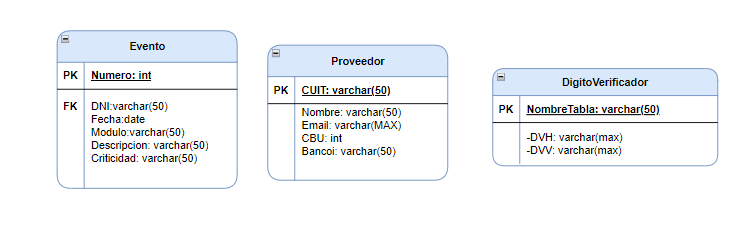 Evento
PK Numero: int
FK DNI:varchar(50)
Fecha:date
Modulo:varchar(50)
Descripcion: varchar(50)
Criticidad: varchar(50)
Proveedor
PK CUIT: varchar(50)
Nombre: varchar(50)
Email: varchar(MAX)
CBU: int
Bancoi: varchar(50)
DigitoVerificador
PK NombreTabla: varchar(50)
-DVH: varchar(max)
-DVV: varchar(max)